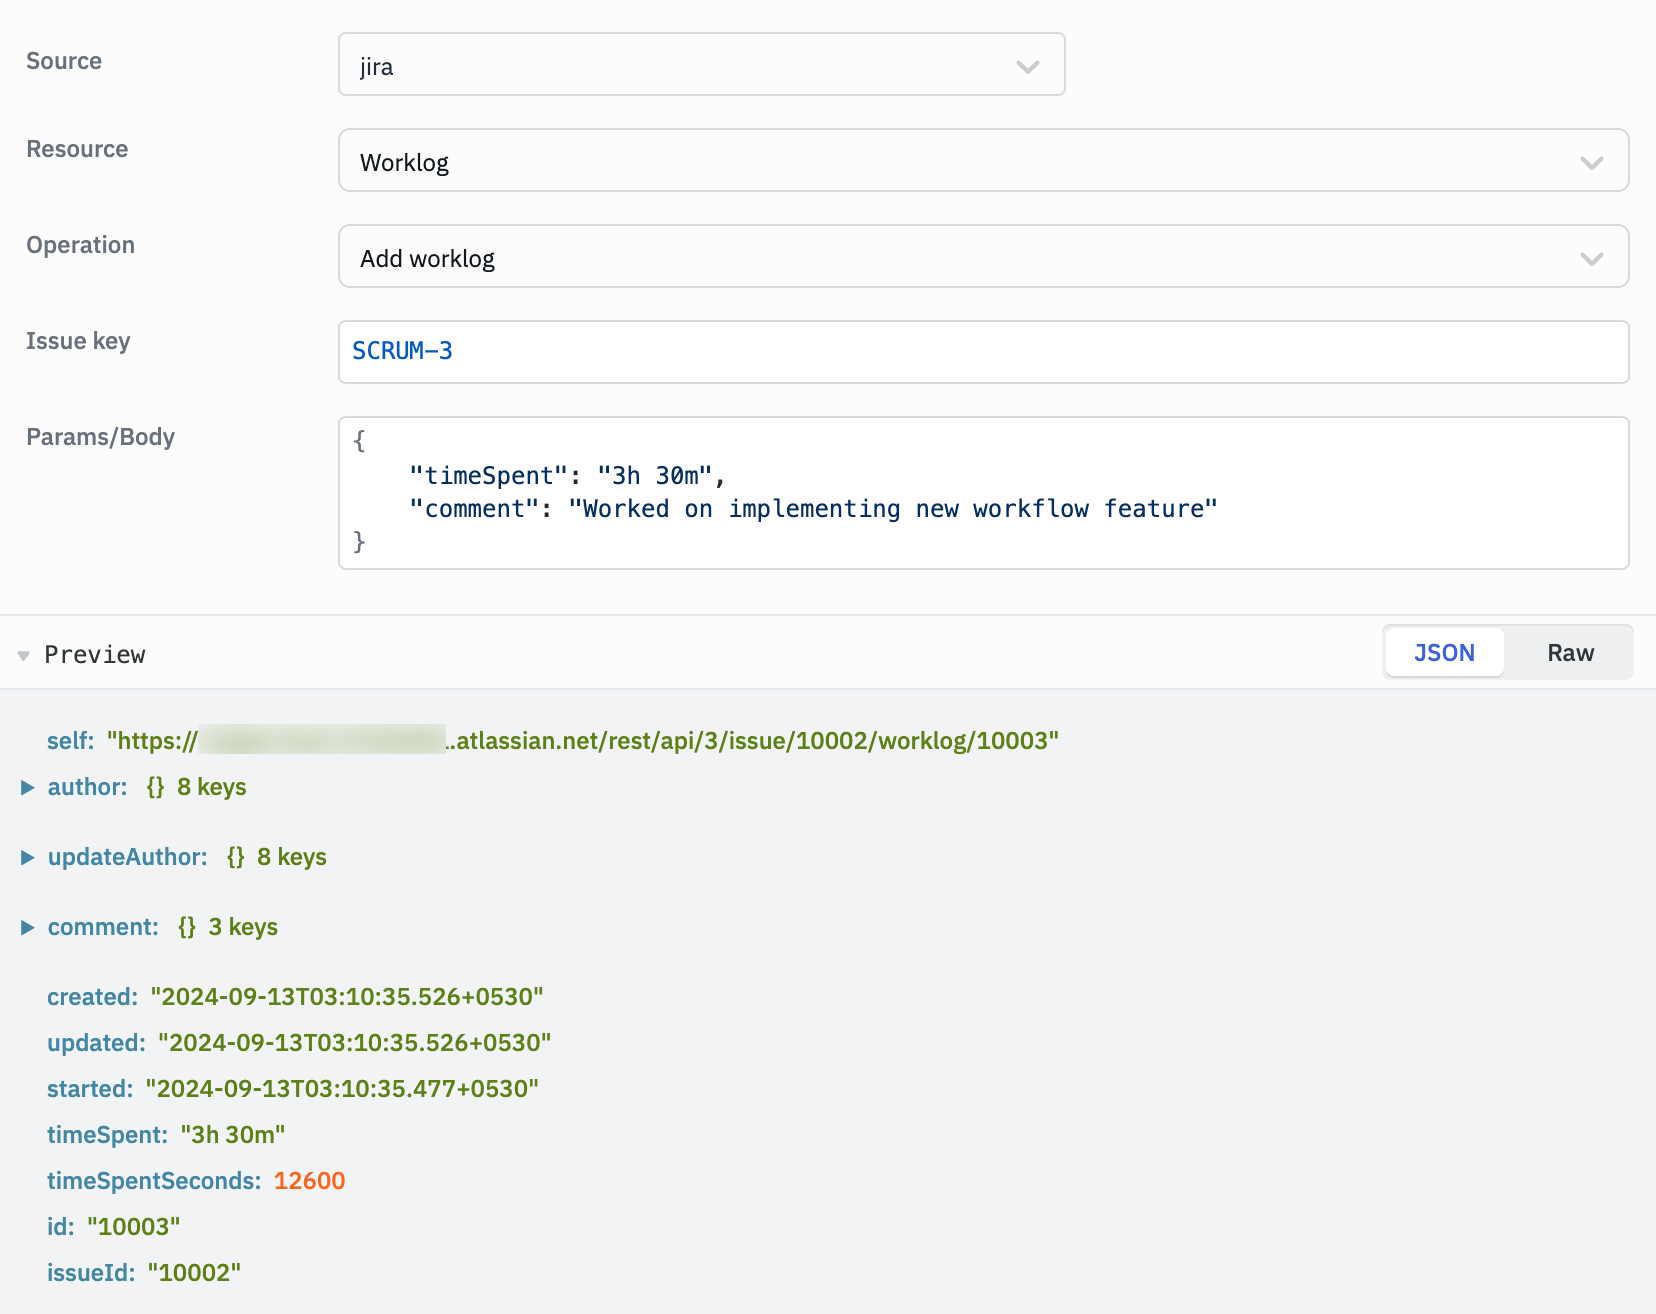 Source
jira
Resource
Worklog
Operation
Add worklog
Issue key
SCRUM-3
Params/Body
{
"timeSpent": "3h 30m",
"comment": "Worked on implementing new workflow feature"
}
Preview
JSON
Raw
self: "https://.atlassian.net/rest/api/3/issue/10002/worklog/10003"
author: {} 8 keys
updateAuthor: {} 8 keys
comment: {} 3 keys
created: "2024-09-13T03:10:35.526+0530"
updated: "2024-09-13T03:10:35.526+0530"
started: "2024-09-13T03:10:35.477+0530"
timeSpent: "3h 30m"
timeSpentSeconds: 12600
id: "10003"
issueId: "10002"